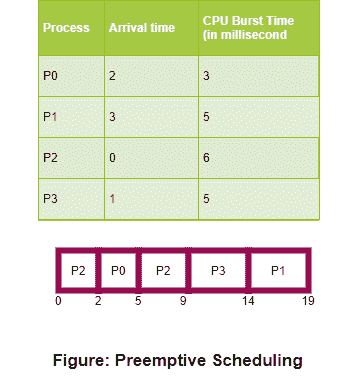 Process Arrival time CPU Burst Time
(in millisecond
P0 2 3
P1 3 5
P2 0 6
P3 1 5
P2 P0 P2 P3 P1
0 2 5 9 14 19
Figure: Preemptive Scheduling